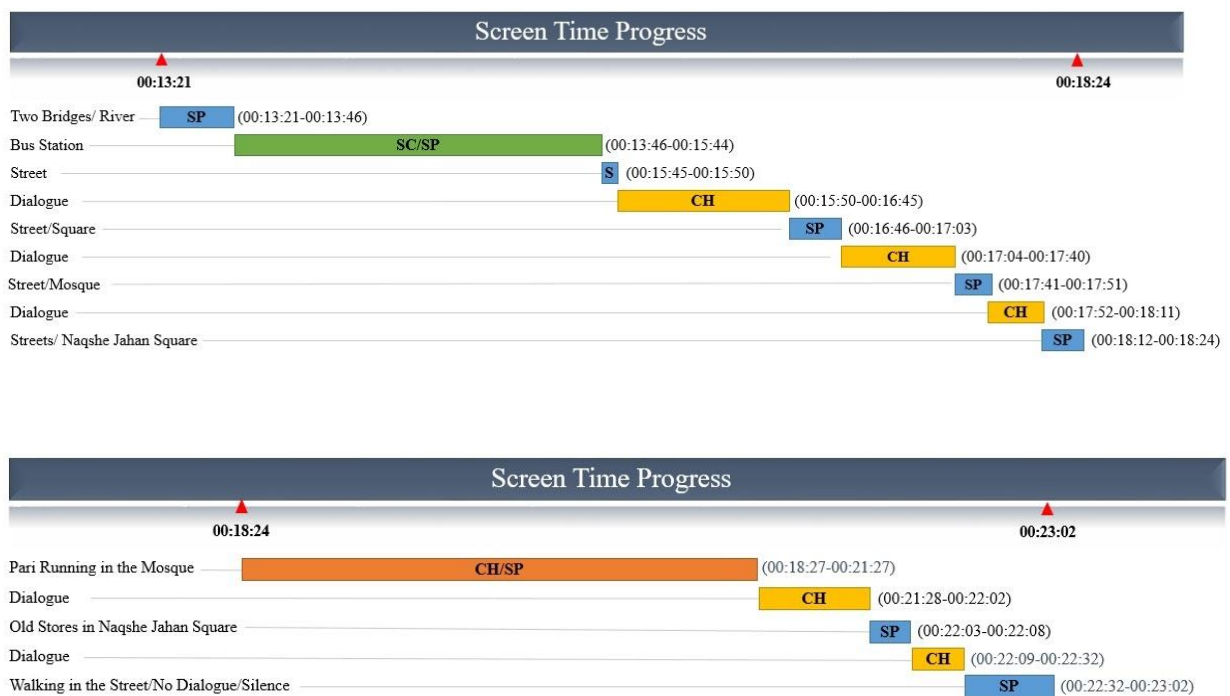 Screen Time Progress
00:13:21 00:18:24
Two Bridges/ River SP (00:13:21-00:13:46)
Bus Station SC/SP (00:13:46-00:15:44)
Street S (00:15:45-00:15:50)
Dialogue CH (00:15:50-00:16:45)
Street/Square SP (00:16:46-00:17:03)
Dialogue CH (00:17:04-00:17:40)
Street/Mosque SP (00:17:41-00:17:51)
Dialogue CH (00:17:52-00:18:11)
Streets/ Naqshe Jahan Square SP (00:18:12-00:18:24)
Screen Time Progress
00:18:24 00:23:02
Pari Running in the Mosque CH/SP (00:18:27-00:21:27)
Dialogue CH (00:21:28-00:22:02)
Old Stores in Naqshe Jahan Square SP (00:22:03-00:22:08)
Dialogue CH (00:22:09-00:22:32)
Walking in the Street/No Dialogue/Silence SP (00:22:32-00:23:02)